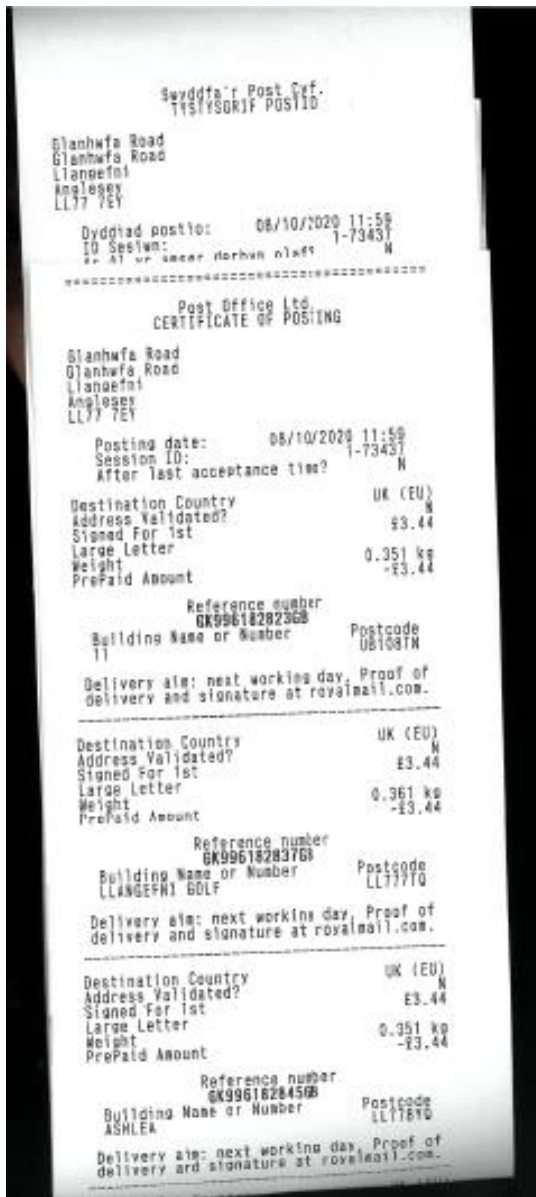 Swyddfa'r Post Cyf.
TYSTYSGRIF POSTIO
Glanhwfa Road
Glanhwfa Road
Llangefni
Anglesey
LL77 7EY
Dyddiad postio: 08/10/2020 11:59
ID Sesiwn: 1-73437
Ar ôl yr amser derbyn olaf? N
Post Office Ltd.
CERTIFICATE OF POSTING
Glanhwfa Road
Glanhwfa Road
Llangefni
Anglesey
LL77 7EY
Posting date: 08/10/2020 11:59
Session ID: 1-73437
After last acceptance time? N
Destination Country UK (EU)
Address Validated? N
Signed For 1st £3.44
Large Letter
Weight 0.351 kg
PrePaid Amount -£3.44
Reference number
GK996182823GB
Building Name or Number Postcode
11 UB108TN
Delivery aim: next working day. Proof of
delivery and signature at royalmail.com.
Destination Country UK (EU)
Address Validated? N
Signed For 1st £3.44
Large Letter
Weight 0.361 kg
PrePaid Amount -£3.44
Reference number
GK996182837GB
Building Name or Number Postcode
LLANGEFNI GOLF LL777TQ
Delivery aim: next working day. Proof of
delivery and signature at royalmail.com.
Destination Country UK (EU)
Address Validated? N
Signed For 1st £3.44
Large Letter
Weight 0.351 kg
PrePaid Amount -£3.44
Reference number
GK996182845GB
Building Name or Number Postcode
ASHLEA
Delivery aim: next working day. Proof of
delivery and signature at royalmail.com.